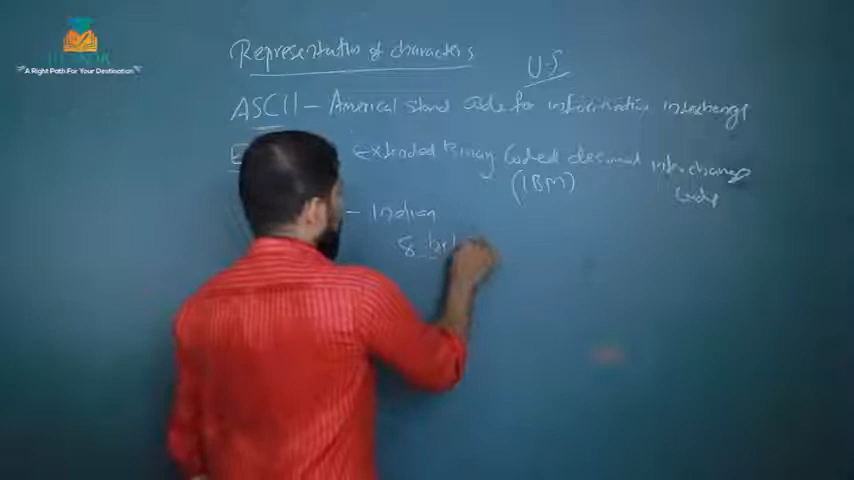 A Right Path For Your Destination
Representation of characters
U.S
ASCII – American stand code for information interchange
E extended Binary Coded decimal interchange
(IBM) code
– Indian
8 bit